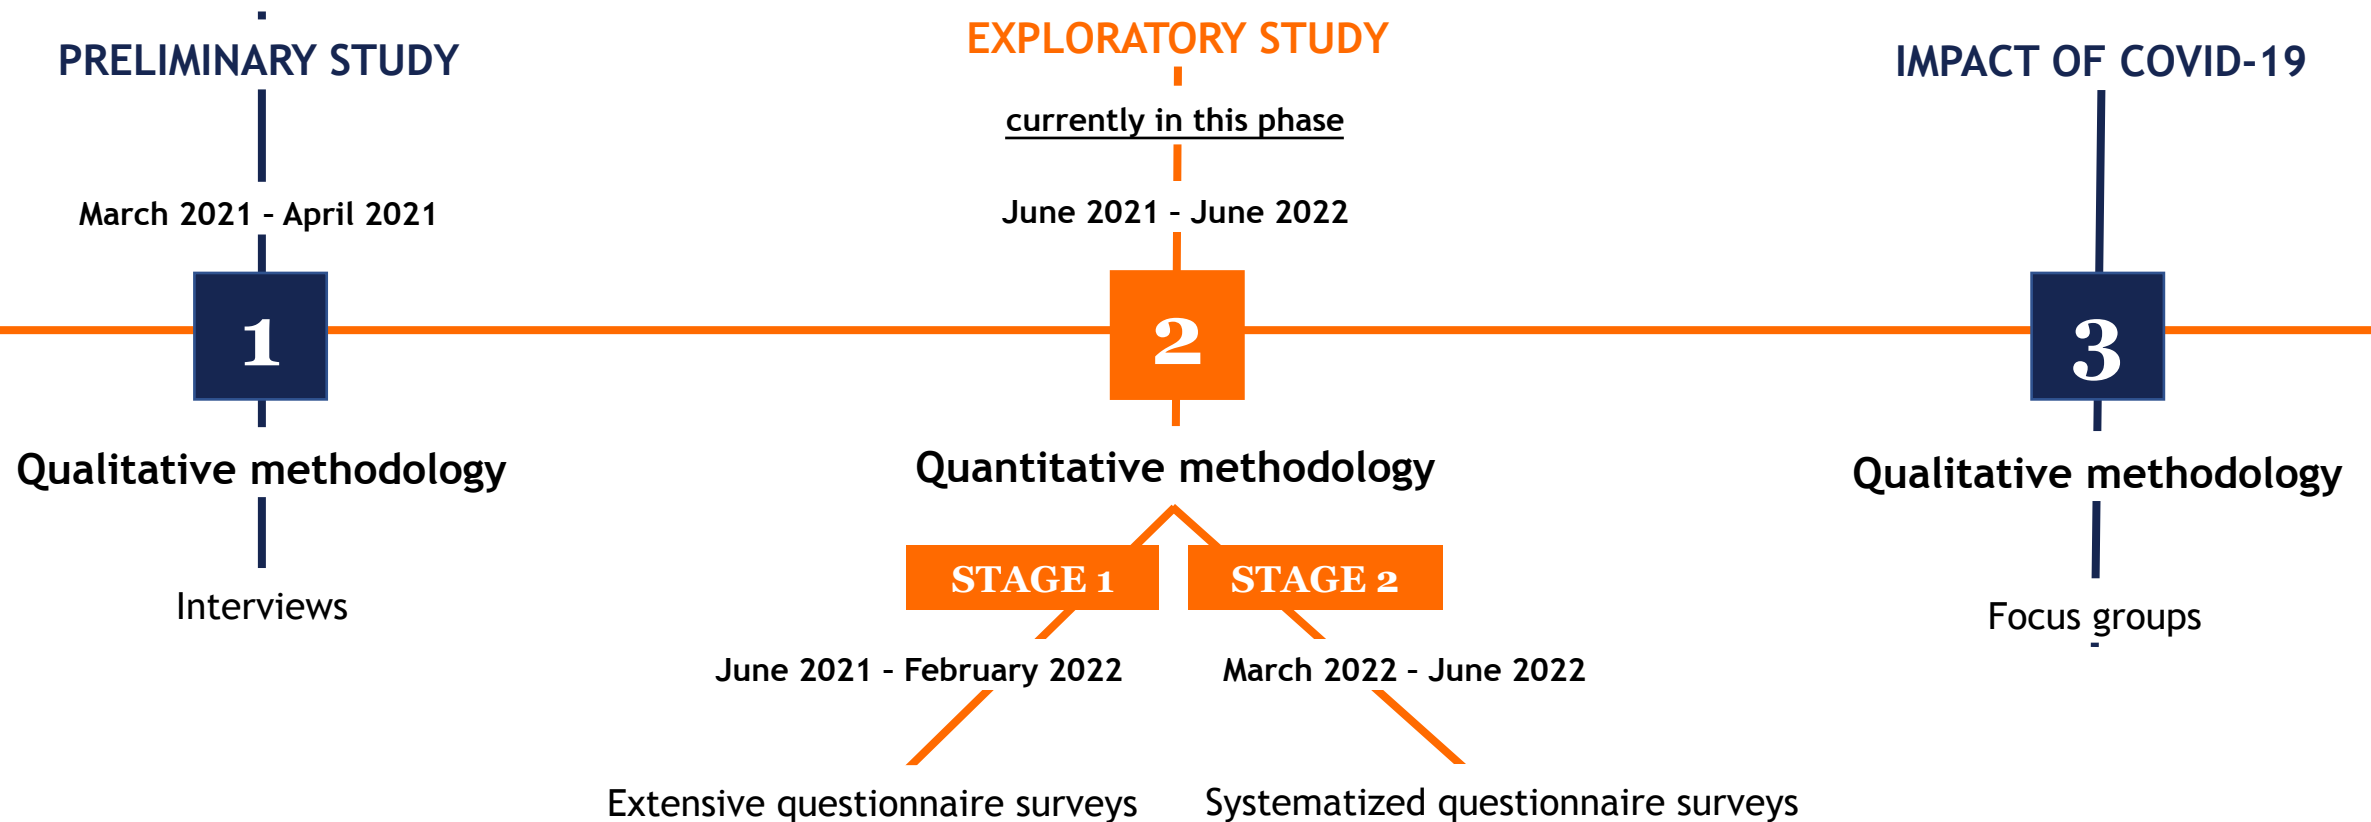 PRELIMINARY STUDY
March 2021 – April 2021
1
Qualitative methodology
Interviews
EXPLORATORY STUDY
currently in this phase
June 2021 – June 2022
2
Quantitative methodology
STAGE 1
June 2021 – February 2022
Extensive questionnaire surveys
STAGE 2
March 2022 – June 2022
Systematized questionnaire surveys
IMPACT OF COVID-19
3
Qualitative methodology
Focus groups